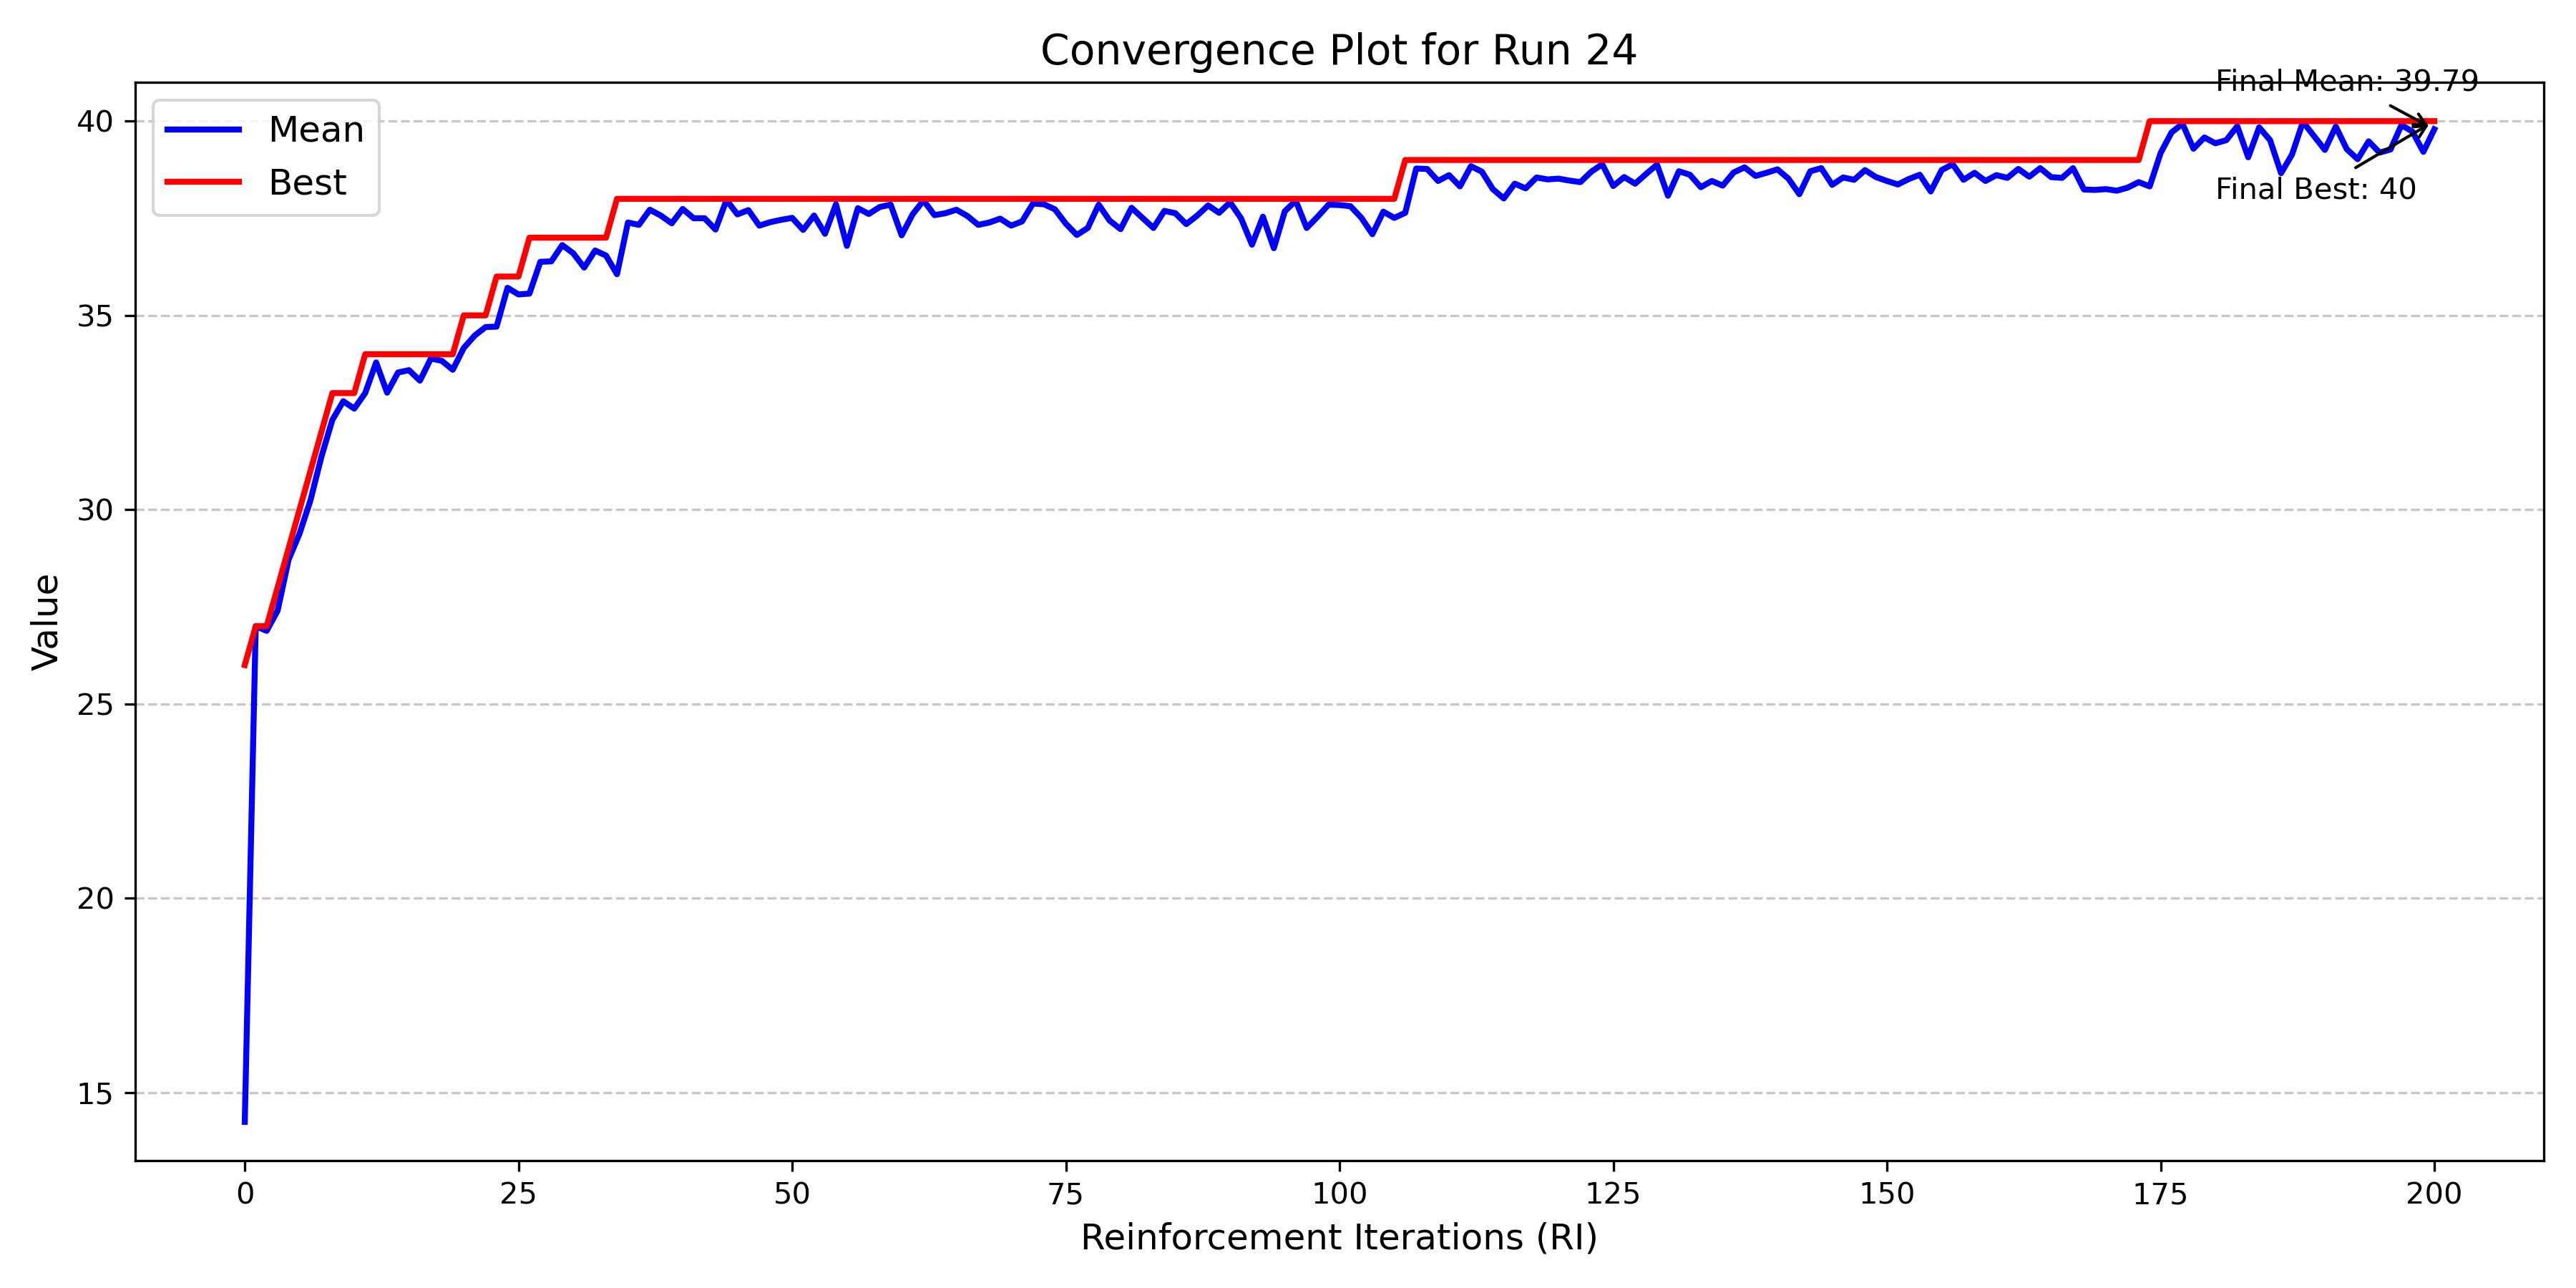 Convergence Plot for Run 24
Final Mean: 39.79
Mean
Best
Final Best: 40
40
35
30
25
20
15
Value
0 25 50 75 100 125 150 175 200
Reinforcement Iterations (RI)